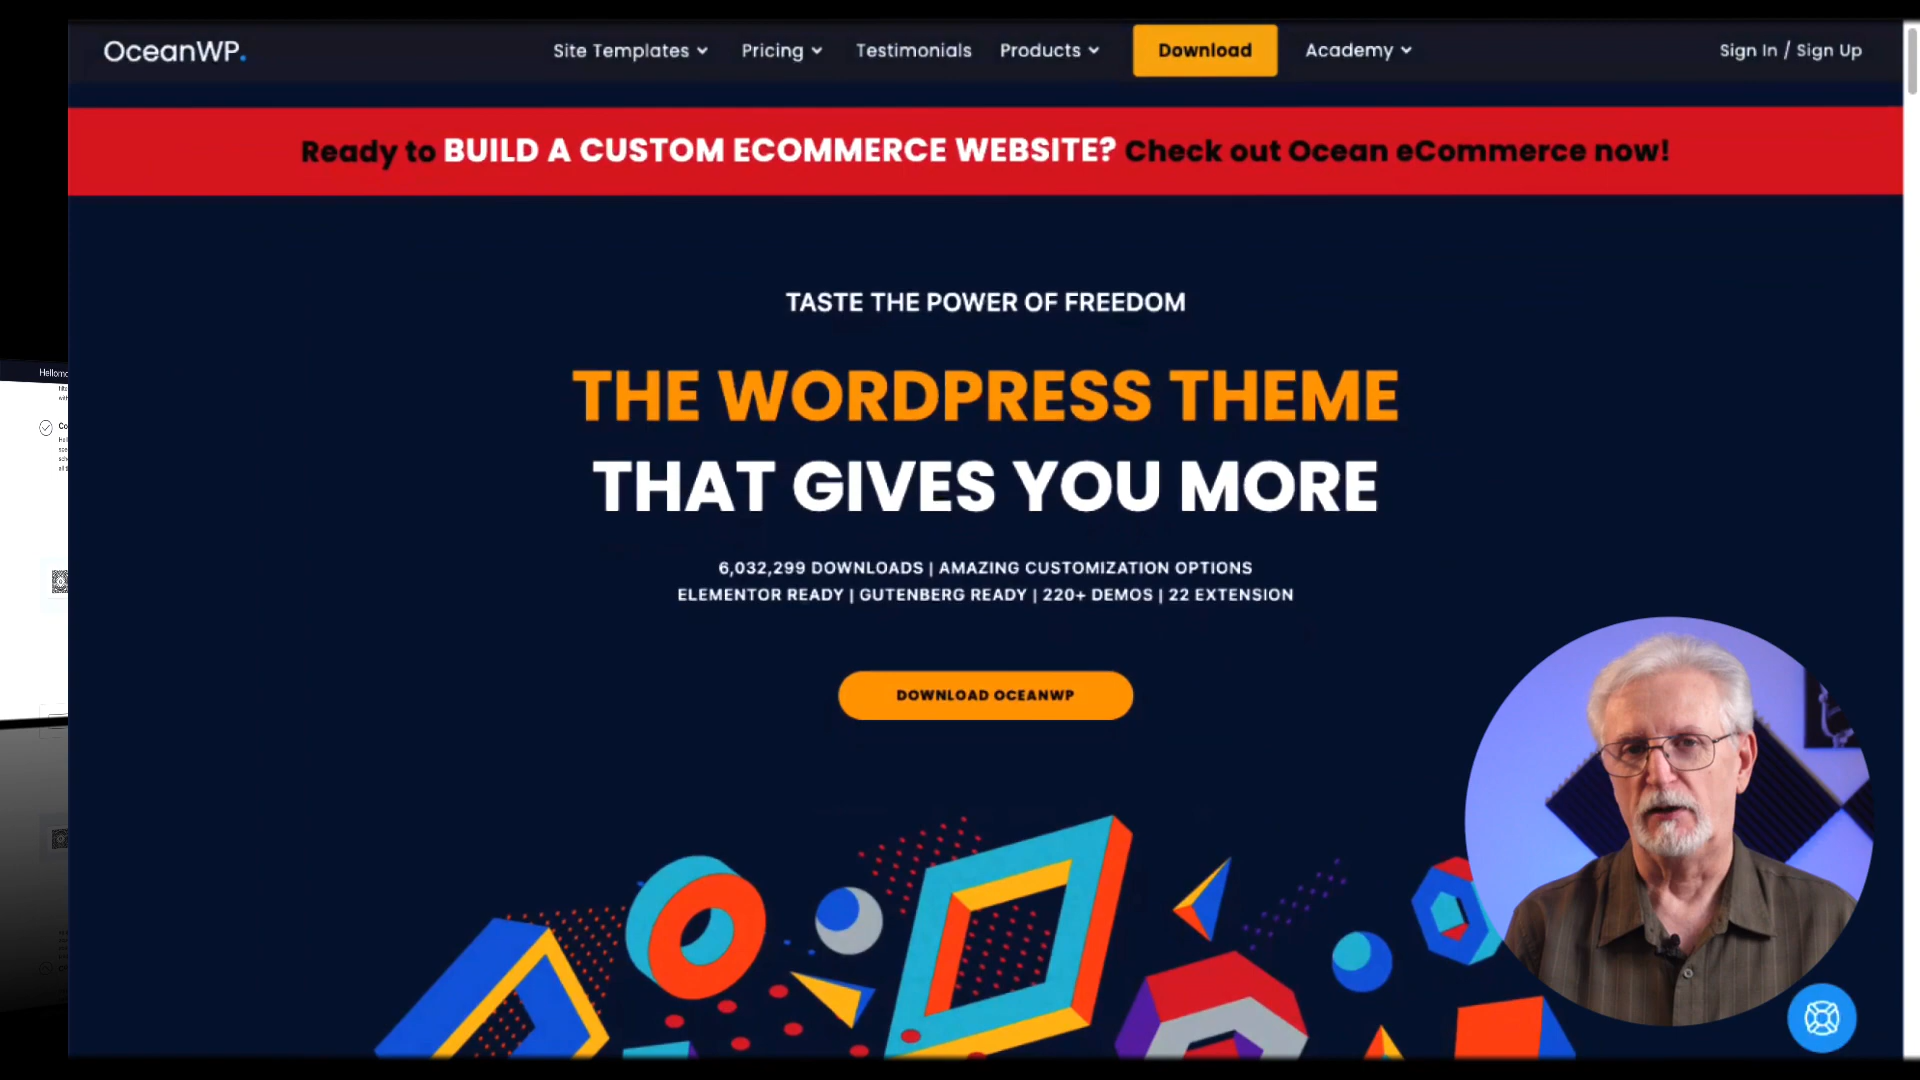 OceanWP.
Site Templates
Pricing
Testimonials
Products
Download
Academy
Sign In / Sign Up
Ready to BUILD A CUSTOM ECOMMERCE WEBSITE? Check out Ocean eCommerce now!
TASTE THE POWER OF FREEDOM
THE WORDPRESS THEME
THAT GIVES YOU MORE
6,032,299 DOWNLOADS | AMAZING CUSTOMIZATION OPTIONS
ELEMENTOR READY | GUTENBERG READY | 220+ DEMOS | 22 EXTENSION
DOWNLOAD OCEANWP